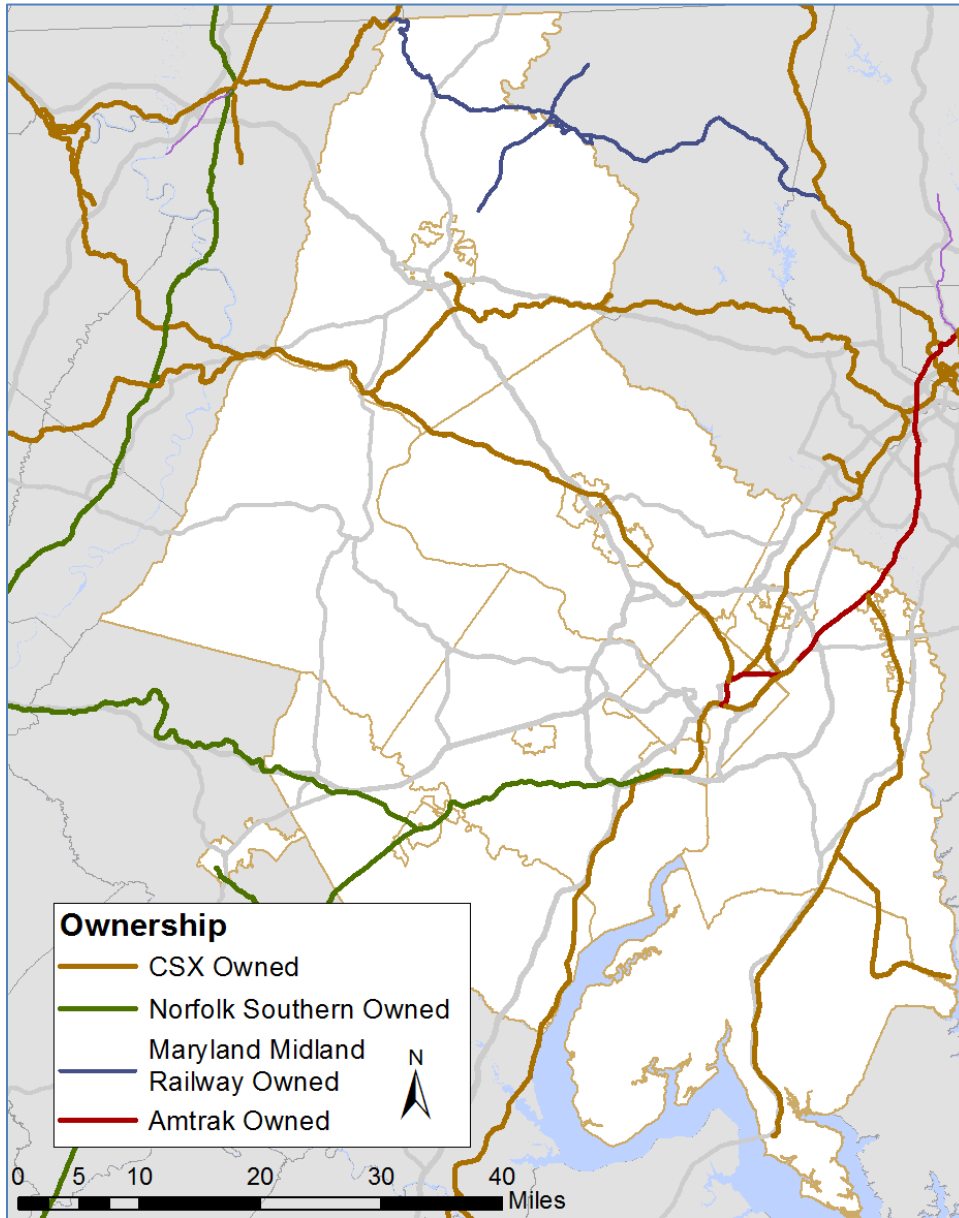 Ownership
CSX Owned
Norfolk Southern Owned
Maryland Midland
Railway Owned
N
Amtrak Owned
0 5 10 20 30 40
Miles